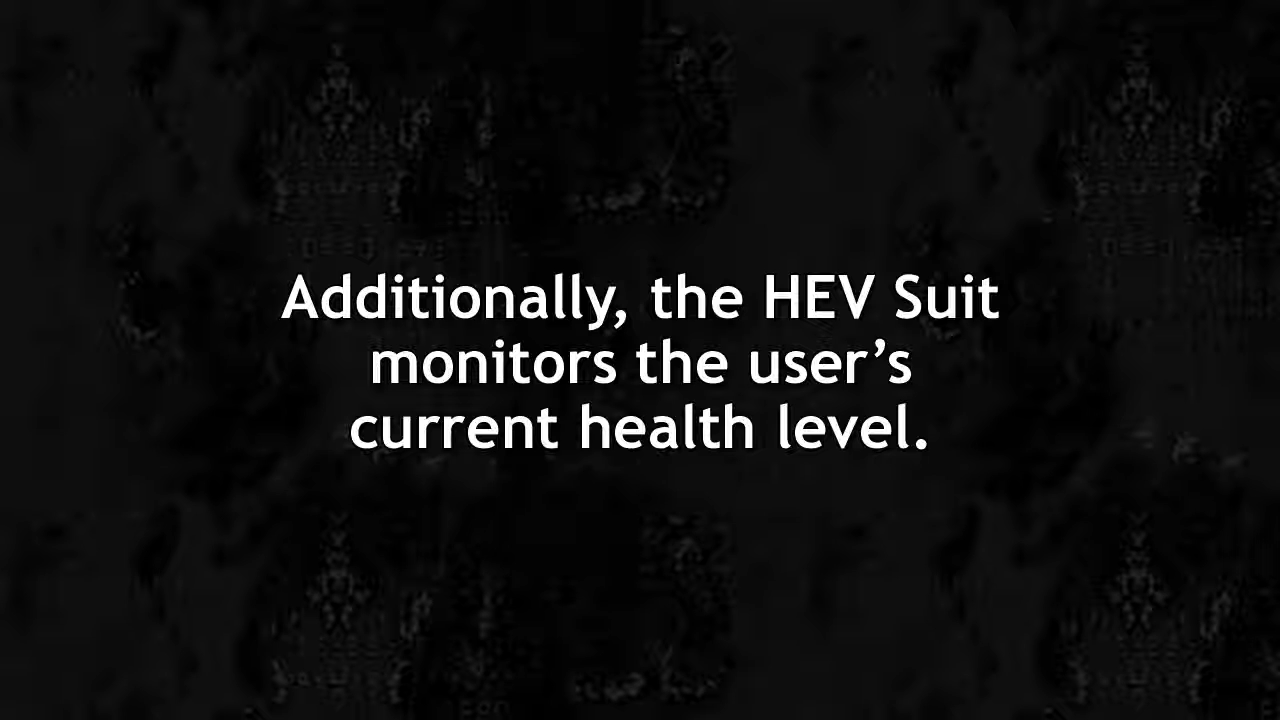 Additionally, the HEV Suit
monitors the user’s
current health level.